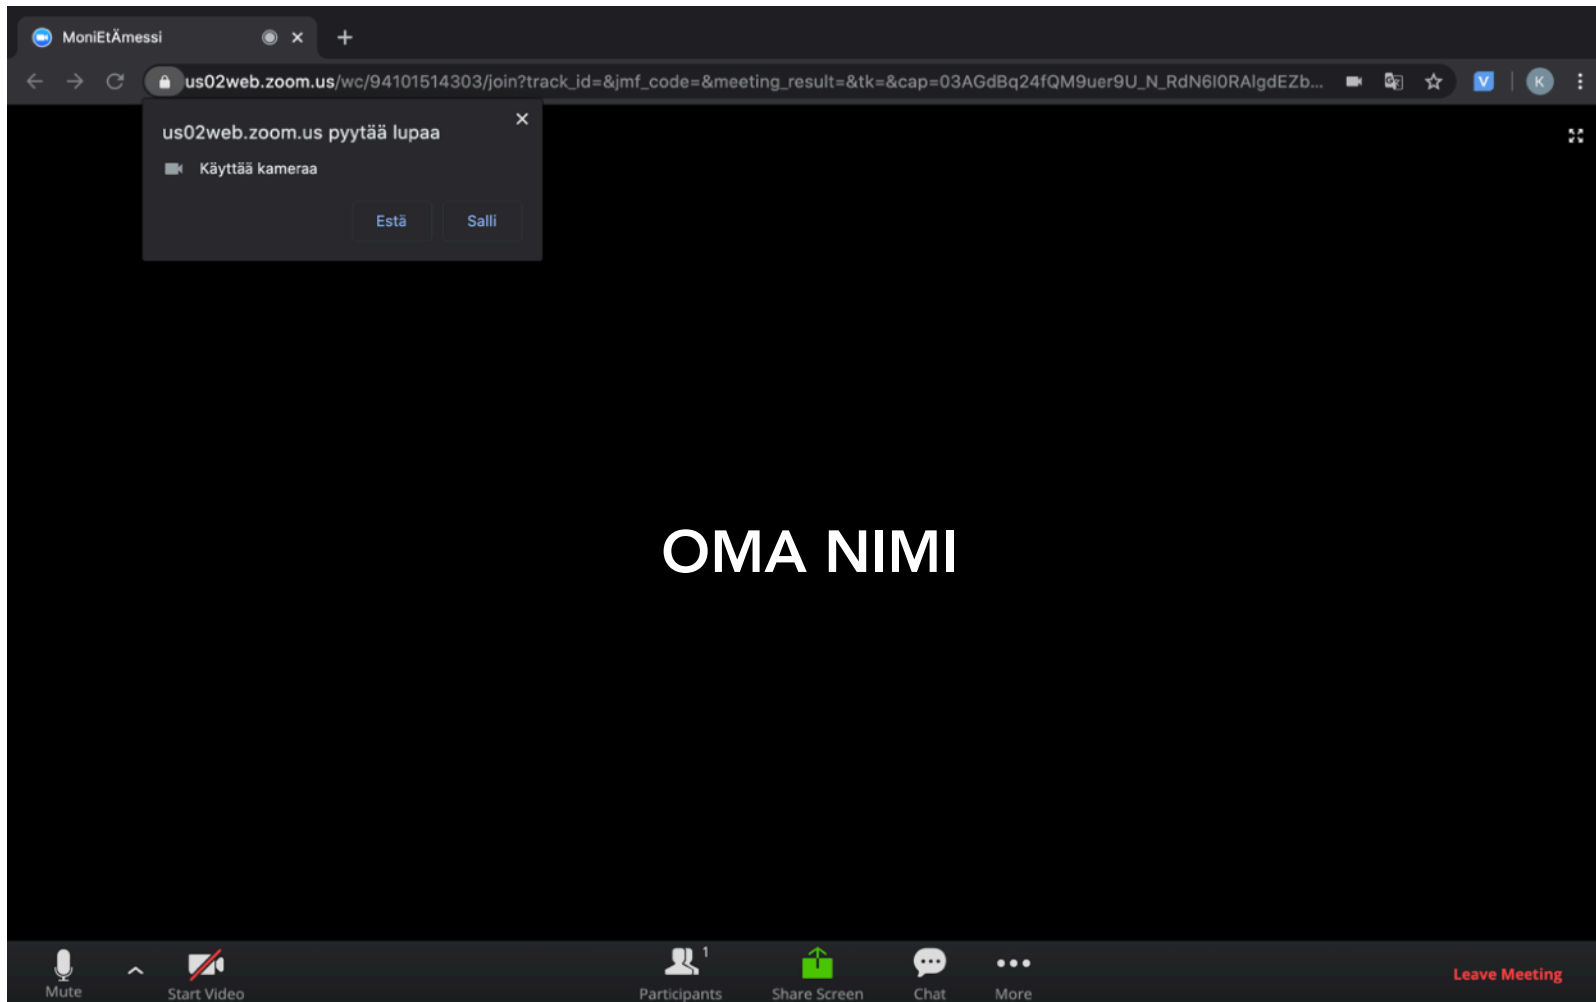 MoniEtÄmessi
us02web.zoom.us/wc/94101514303/join?track_id=&jmf_code=&meeting_result=&tk=&cap=03AGdBq24fQM9uer9U_N_RdN6I0RAlgdEZb...
V
K
us02web.zoom.us pyytää lupaa
Käyttää kameraa
Estä Salli
OMA NIMI
1
Mute Start Video Participants Share Screen Chat More Leave Meeting